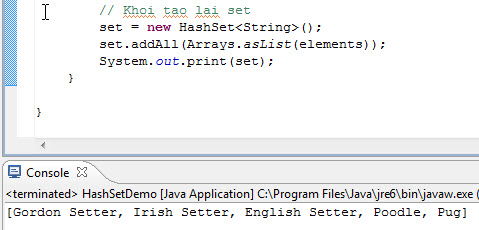 // Khoi tao lai set
set = new HashSet<String>();
set.addAll(Arrays.asList(elements));
System.out.print(set);
}
}
Console
<terminated> HashSetDemo [Java Application] C:\Program Files\Java\jre6\bin\javaw.exe (
[Gordon Setter, Irish Setter, English Setter, Poodle, Pug]